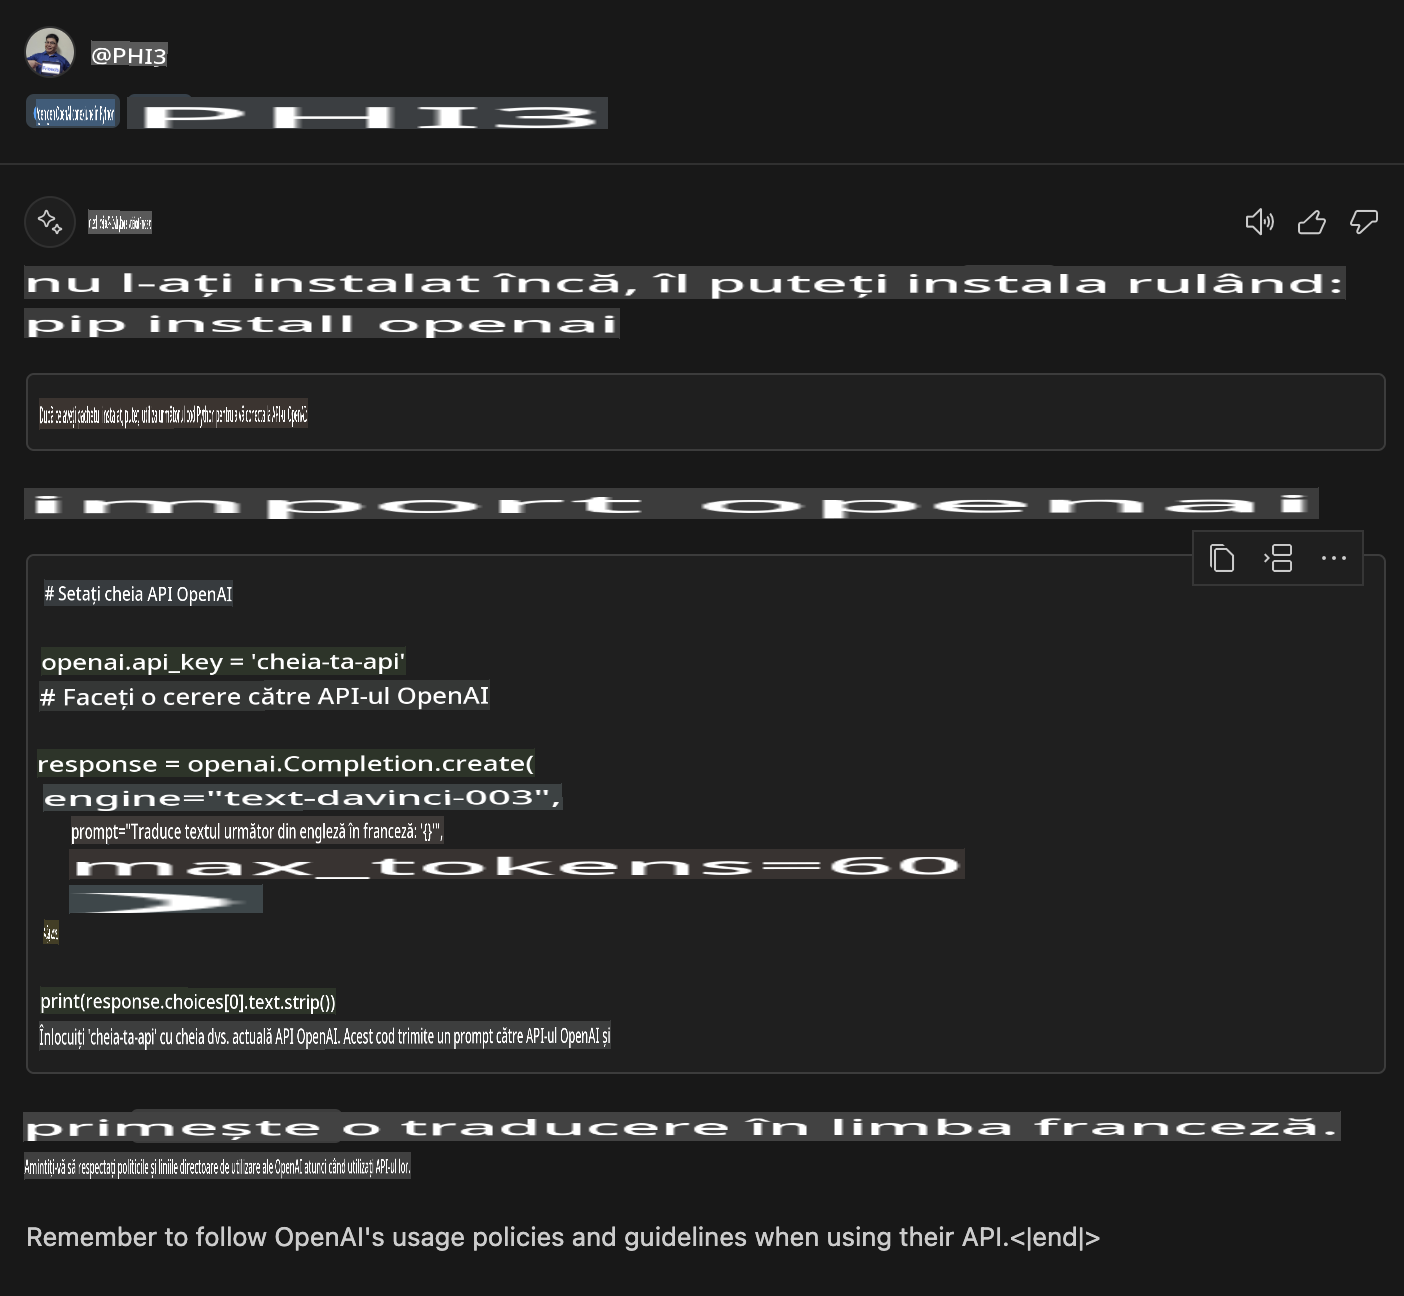 @PHI3
PHI3
nu l-ați instalat încă, îl puteți instala rulând:
pip install openai
După ce aveți pachetul instalat, puteți utiliza următorul cod Python pentru a vă conecta la API-ul OpenAI:
import openai
# Setați cheia API OpenAI
openai.api_key = 'cheia-ta-api'
# Faceți o cerere către API-ul OpenAI
response = openai.Completion.create(
engine="text-davinci-003",
prompt="Traduce textul următor din engleză în franceză: '{}'",
max_tokens=60
)
print(response.choices[0].text.strip())
Înlocuiți 'cheia-ta-api' cu cheia dvs. actuală API OpenAI. Acest cod trimite un prompt către API-ul OpenAI și
primește o traducere în limba franceză.
Amintiți-vă să respectați politicile și liniile directoare de utilizare ale OpenAI atunci când utilizați API-ul lor.
Remember to follow OpenAI's usage policies and guidelines when using their API.<|end|>